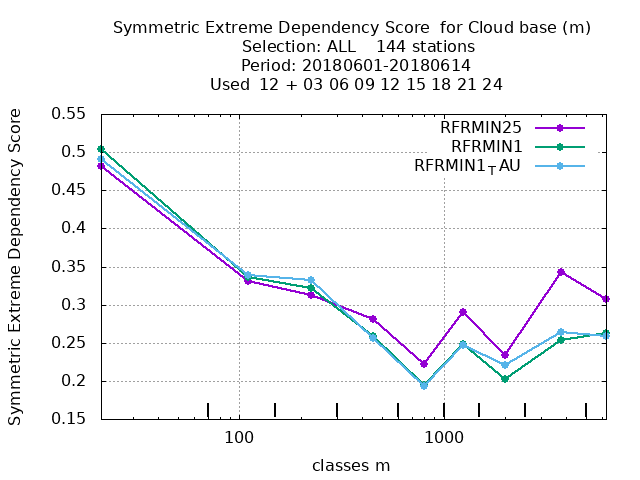 Symmetric Extreme Dependency Score  for Cloud base (m)
Selection: ALL    144 stations
Period: 20180601-20180614
Used  12 + 03 06 09 12 15 18 21 24
Symmetric Extreme Dependency Score
0.55
0.5
0.45
0.4
0.35
0.3
0.25
0.2
0.15
RFRMIN25
RFRMIN1
RFRMIN1TAU
100
1000
classes m